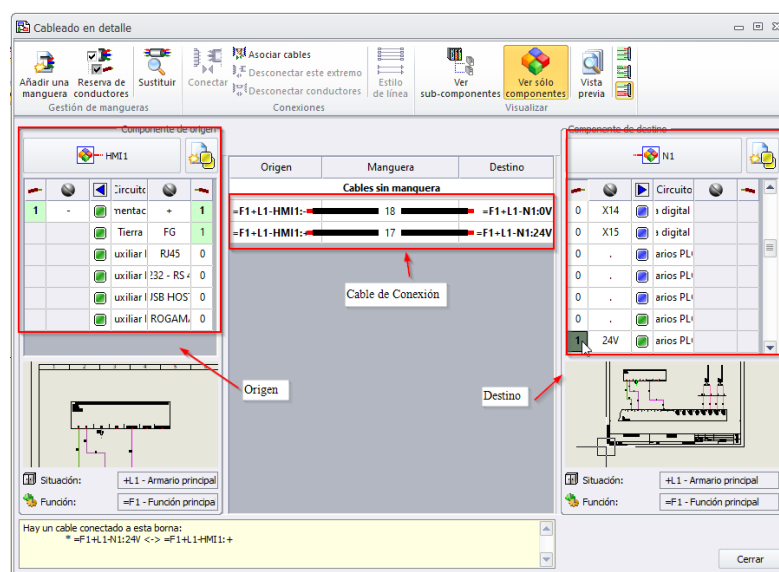 Cableado en detalle
Añadir una manguera
Reserva de conductores
Sustituir
Conectar
Asociar cables
Desconectar este extremo
Desconectar conductores
Estilo de línea
Ver sub-componentes
Ver sólo componentes
Vista previa
Gestión de mangueras
Conexiones
Visualizar
Componente de origen
HMI1
Circuito
1 - mentac + 1
Tierra FG 1
uxiliar RJ45 0
uxiliar 232 - RS 4 0
uxiliar JSB HOS 0
uxiliar ROGAM 0
Origen Manguera Destino
Cables sin manguera
=F1+L1-HMI1:- 18 =F1+L1-N1:0V
=F1+L1-HMI1:+ 17 =F1+L1-N1:24V
Cable de Conexión
Componente de destino
N1
Circuito
0 X14 digital
0 X15 digital
0 . arios PL
0 . arios PL
0 . arios PL
0 . arios PL
1 24V arios PL
Origen
Destino
Situación: +L1 - Armario principal
Función: =F1 - Función principa
Situación: +L1 - Armario principal
Función: =F1 - Función principal
Hay un cable conectado a esta borna:
* =F1+L1-N1:24V <-> =F1+L1-HMI1:+
Cerrar